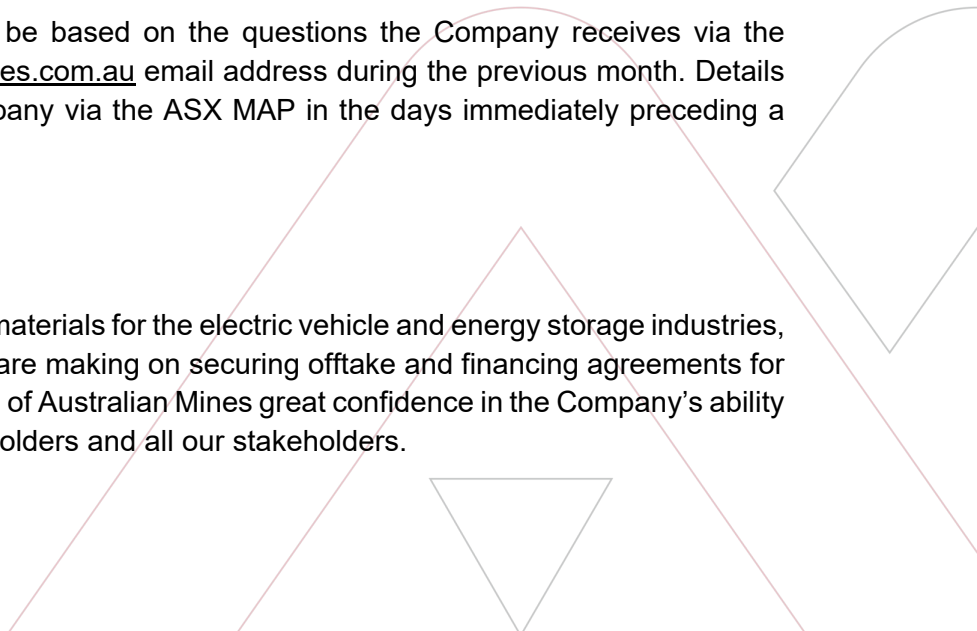 be based on the questions the Company receives via the
es.com.au email address during the previous month. Details
pany via the ASX MAP in the days immediately preceding a
materials for the electric vehicle and energy storage industries,
are making on securing offtake and financing agreements for
of Australian Mines great confidence in the Company’s ability
olders and all our stakeholders.